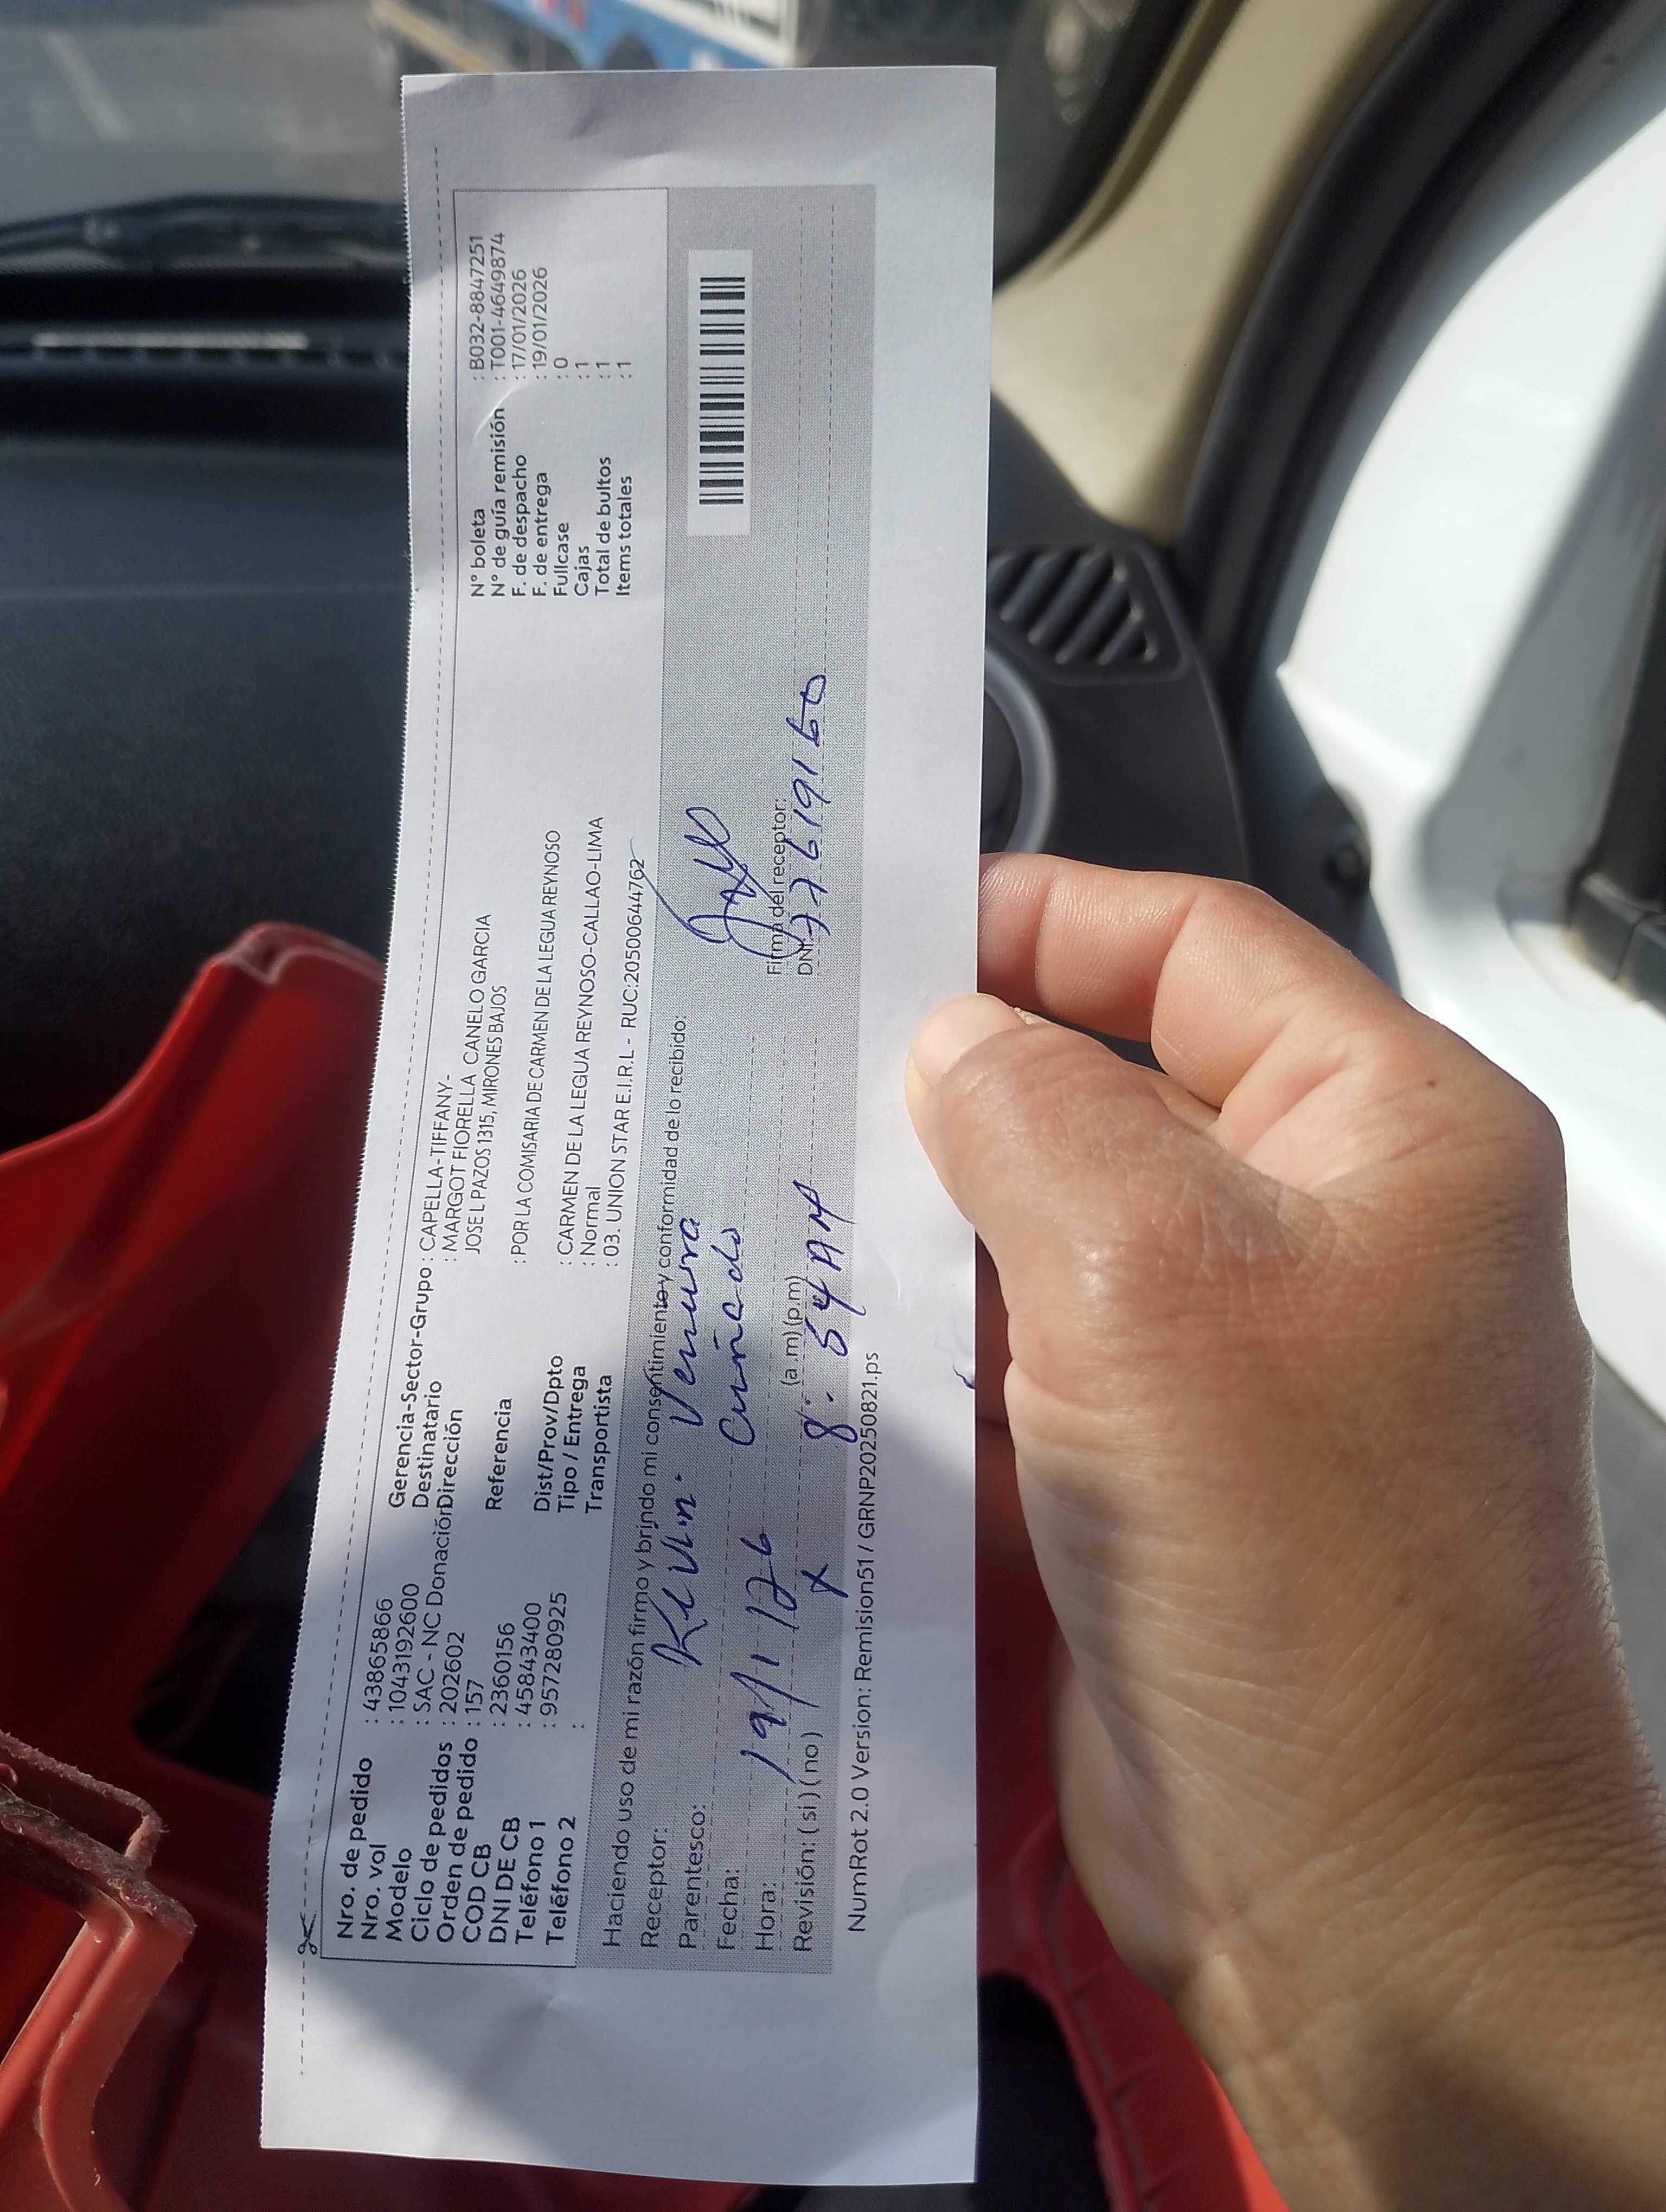 Nro. de pedido : 43865866
Nro. vol : 1043192600
Modelo : SAC - NC Donación
Ciclo de pedidos : 202602
Orden de pedido : 157
COD CB : 2360156
DNI DE CB : 45843400
Teléfono 1 : 957280925
Teléfono 2 :
Gerencia-Sector-Grupo : CAPELLA-TIFFANY-
Destinatario : MARGOT FIORELLA CANELO GARCIA
Dirección JOSE L PAZOS 1315, MIRONES BAJOS
Referencia : POR LA COMISARIA DE CARMEN DE LA LEGUA REYNOSO
Dist/Prov/Dpto : CARMEN DE LA LEGUA REYNOSO-CALLAO-LIMA
Tipo / Entrega : Normal
Transportista : 03. UNION STAR E.I.R.L - RUC:20500644762
N° boleta : B032-8847251
N° de guía remisión : T001-4649874
F. de despacho : 17/01/2026
F. de entrega : 19/01/2026
Fullcase : 0
Cajas : 1
Total de bultos : 1
Items totales : 1
Haciendo uso de mi razón firmo y brindo mi consentimiento y conformidad de lo recibido:
Receptor: Kevin
Parentesco: Cuñado
Fecha: 19/1/26
Hora: (a.m) (p.m) 8:54 AM
Revisión: (si) (no) X
Firma del receptor:
DNI: 77619160
NumRot 2.0 Version: Remision51 / GRNP20250821.ps